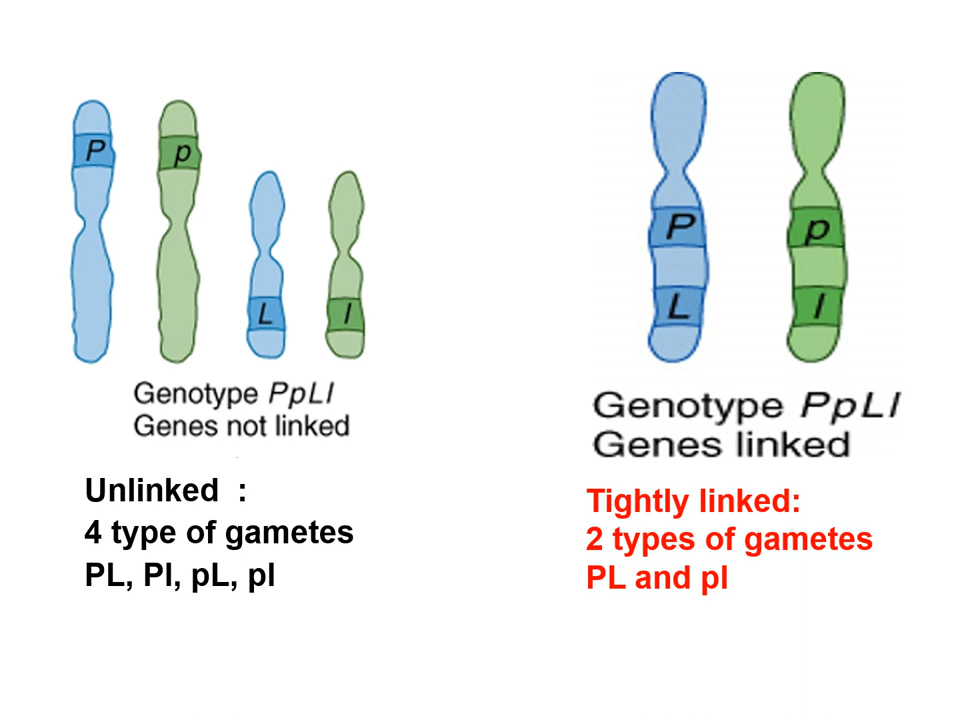 P
p
L
l
Genotype PpLl
Genes not linked
Unlinked :
4 type of gametes
PL, Pl, pL, pl
P
p
L
l
Genotype PpLl
Genes linked
Tightly linked:
2 types of gametes
PL and pl